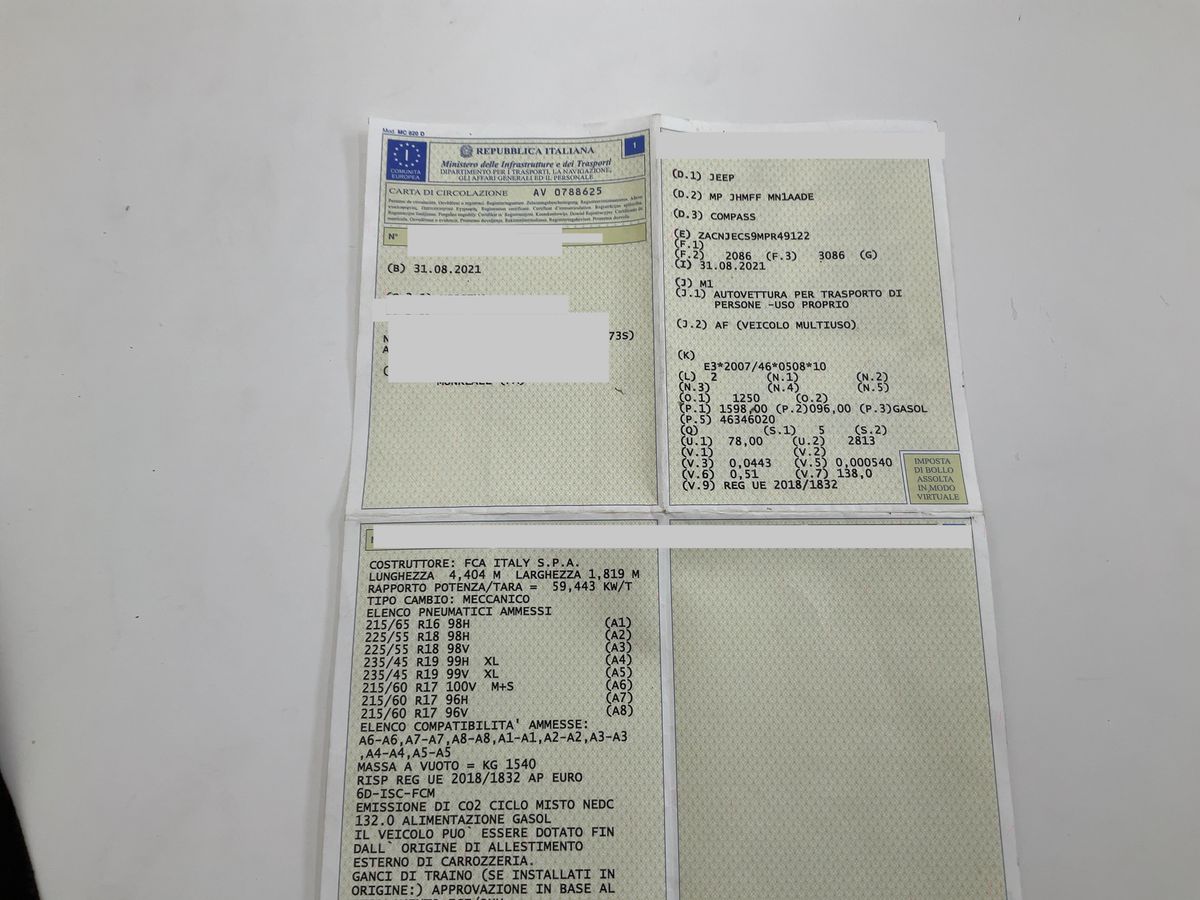 Mod. MC 820 D
REPUBBLICA ITALIANA
1
Ministero delle Infrastrutture e dei Trasporti
DIPARTIMENTO PER I TRASPORTI, LA NAVIGAZIONE,
GLI AFFARI GENERALI ED IL PERSONALE
COMUNITÀ
EUROPEA
CARTA DI CIRCOLAZIONE AV 0788625
N°
(B) 31.08.2021
73S)
(D.1) JEEP
(D.2) MP JHMFF MN1AADE
(D.3) COMPASS
(E) ZACNJECS9MPR49122
(F.1)
(F.2) 2086 (F.3) 3086 (G)
(I) 31.08.2021
(J) M1
(J.1) AUTOVETTURA PER TRASPORTO DI
PERSONE -USO PROPRIO
(J.2) AF (VEICOLO MULTIUSO)
(K)
E3*2007/46*0508*10
(L) 2 (N.1) (N.2)
(N.3) (N.4) (N.5)
(O.1) 1250 (O.2)
(P.1) 1598,00 (P.2)096,00 (P.3)GASOL
(P.5) 46346020
(Q) (S.1) 5 (S.2)
(U.1) 78,00 (U.2) 2813
(V.1) (V.2)
(V.3) 0,0443 (V.5) 0,000540
(V.6) 0,51 (V.7) 138,0
(V.9) REG UE 2018/1832
IMPOSTA
DI BOLLO
ASSOLTA
IN MODO
VIRTUALE
COSTRUTTORE: FCA ITALY S.P.A.
LUNGHEZZA 4,404 M LARGHEZZA 1,819 M
RAPPORTO POTENZA/TARA = 59,443 KW/T
TIPO CAMBIO: MECCANICO
ELENCO PNEUMATICI AMMESSI
215/65 R16 98H (A1)
225/55 R18 98H (A2)
225/55 R18 98V (A3)
235/45 R19 99H XL (A4)
235/45 R19 99V XL (A5)
215/60 R17 100V M+S (A6)
215/60 R17 96H (A7)
215/60 R17 96V (A8)
ELENCO COMPATIBILITA' AMMESSE:
A6-A6,A7-A7,A8-A8,A1-A1,A2-A2,A3-A3
,A4-A4,A5-A5
MASSA A VUOTO = KG 1540
RISP REG UE 2018/1832 AP EURO
6D-ISC-FCM
EMISSIONE DI CO2 CICLO MISTO NEDC
132.0 ALIMENTAZIONE GASOL
IL VEICOLO PUO` ESSERE DOTATO FIN
DALL` ORIGINE DI ALLESTIMENTO
ESTERNO DI CARROZZERIA.
GANCI DI TRAINO (SE INSTALLATI IN
ORIGINE:) APPROVAZIONE IN BASE AL